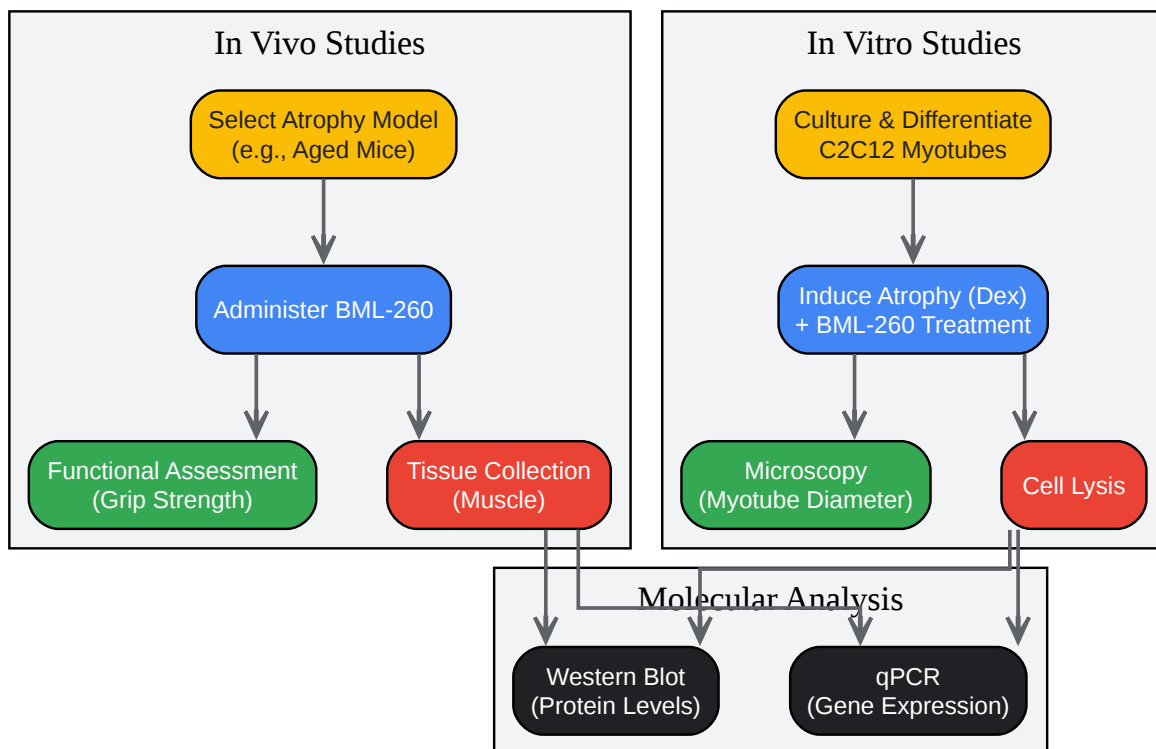 In Vivo Studies
Select Atrophy Model
(e.g., Aged Mice)
Administer BML-260
Functional Assessment
(Grip Strength)
Tissue Collection
(Muscle)
In Vitro Studies
Culture & Differentiate
C2C12 Myotubes
Induce Atrophy (Dex)
+ BML-260 Treatment
Microscopy
(Myotube Diameter)
Cell Lysis
Molecular Analysis
Western Blot
(Protein Levels)
qPCR
(Gene Expression)